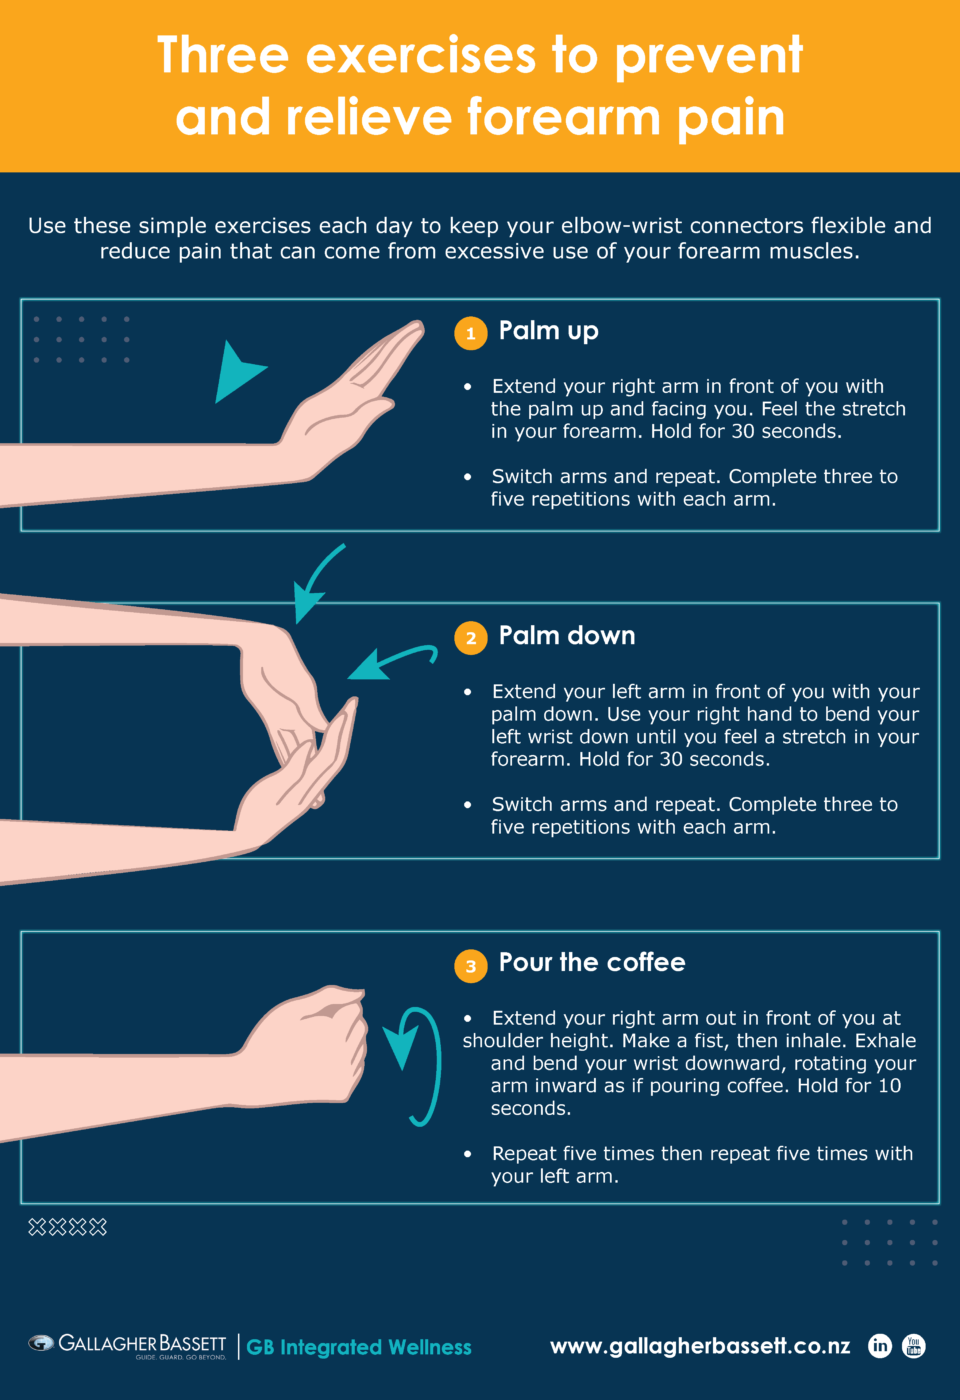 Three exercises to prevent
and relieve forearm pain
Use these simple exercises each day to keep your elbow-wrist connectors flexible and
reduce pain that can come from excessive use of your forearm muscles.
1 Palm up
• Extend your right arm in front of you with
the palm up and facing you. Feel the stretch
in your forearm. Hold for 30 seconds.
• Switch arms and repeat. Complete three to
five repetitions with each arm.
2 Palm down
• Extend your left arm in front of you with your
palm down. Use your right hand to bend your
left wrist down until you feel a stretch in your
forearm. Hold for 30 seconds.
• Switch arms and repeat. Complete three to
five repetitions with each arm.
3 Pour the coffee
• Extend your right arm out in front of you at
shoulder height. Make a fist, then inhale. Exhale
and bend your wrist downward, rotating your
arm inward as if pouring coffee. Hold for 10
seconds.
• Repeat five times then repeat five times with
your left arm.
GALLAGHER BASSETT
GUIDE. GUARD. GO BEYOND.
GB Integrated Wellness
www.gallagherbassett.co.nz
in
You
Tube